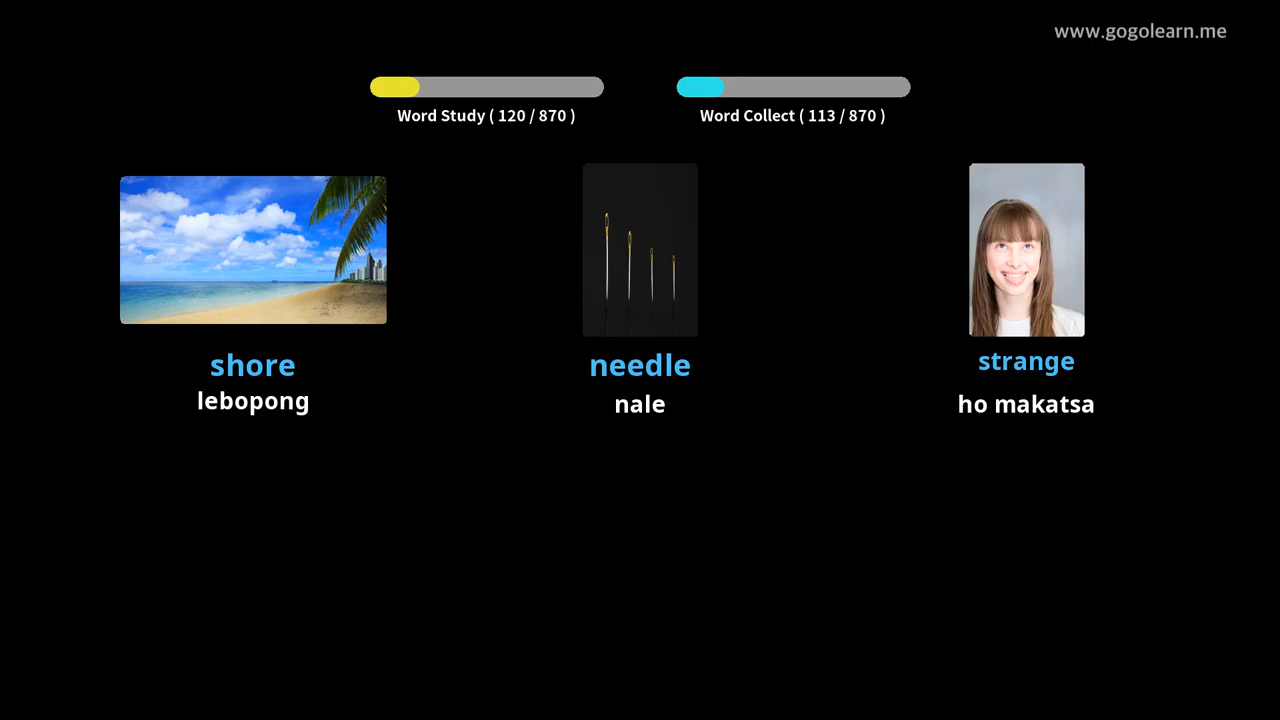 www.gogolearn.me
Word Study ( 120 / 870 )
Word Collect ( 113 / 870 )
shore
needle
strange
lebopong
nale
ho makatsa